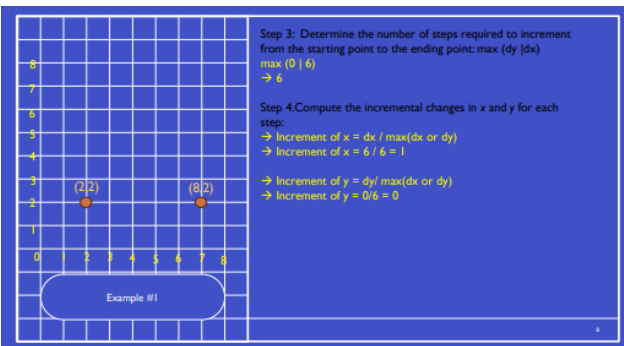 Step 3: Determine the number of steps required to increment
from the starting point to the ending point: max (dy |dx)
max (0 | 6)
→ 6
Step 4.Compute the incremental changes in x and y for each
step:
→ Increment of x = dx / max(dx or dy)
→ Increment of x = 6 / 6 = 1
→ Increment of y = dy/ max(dx or dy)
→ Increment of y = 0/6 = 0
8
7
6
5
4
3
2
1
(2,2) (8,2)
0 1 2 3 4 5 6 7 8
Example #1
8